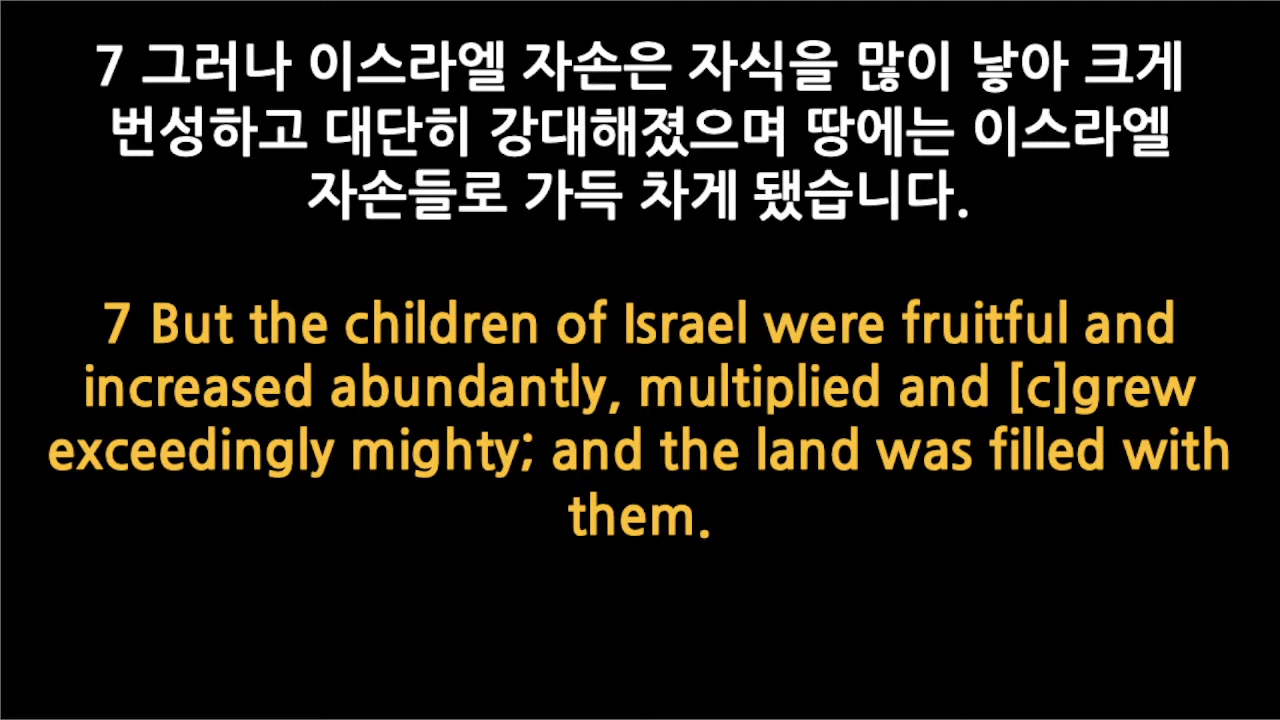 7 그러나 이스라엘 자손은 자식을 많이 낳아 크게
번성하고 대단히 강대해졌으며 땅에는 이스라엘
자손들로 가득 차게 됐습니다.
7 But the children of Israel were fruitful and
increased abundantly, multiplied and [c]grew
exceedingly mighty; and the land was filled with
them.